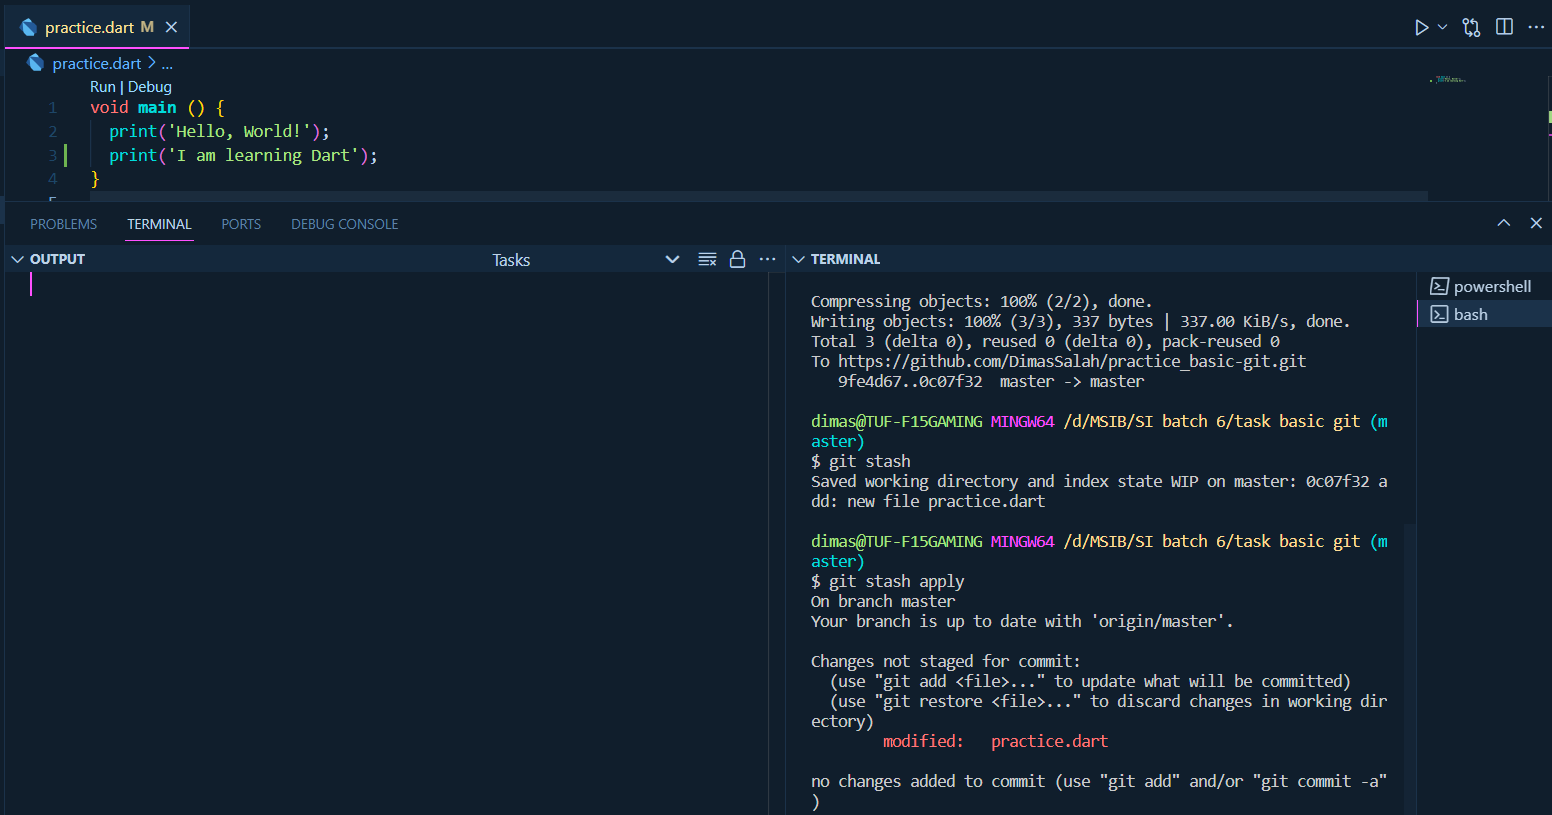 practice.dart M
practice.dart > ...
Run | Debug
1 void main () {
2 print('Hello, World!');
3 print('I am learning Dart');
4 }
5
PROBLEMS TERMINAL PORTS DEBUG CONSOLE
OUTPUT Tasks
TERMINAL
Compressing objects: 100% (2/2), done.
Writing objects: 100% (3/3), 337 bytes | 337.00 KiB/s, done.
Total 3 (delta 0), reused 0 (delta 0), pack-reused 0
To https://github.com/DimasSalah/practice_basic-git.git
9fe4d67..0c07f32 master -> master
dimas@TUF-F15GAMING MINGW64 /d/MSIB/SI batch 6/task basic git (m
aster)
$ git stash
Saved working directory and index state WIP on master: 0c07f32 a
dd: new file practice.dart
dimas@TUF-F15GAMING MINGW64 /d/MSIB/SI batch 6/task basic git (m
aster)
$ git stash apply
On branch master
Your branch is up to date with 'origin/master'.
Changes not staged for commit:
(use "git add <file>..." to update what will be committed)
(use "git restore <file>..." to discard changes in working dir
ectory)
modified: practice.dart
no changes added to commit (use "git add" and/or "git commit -a"
)
powershell
bash